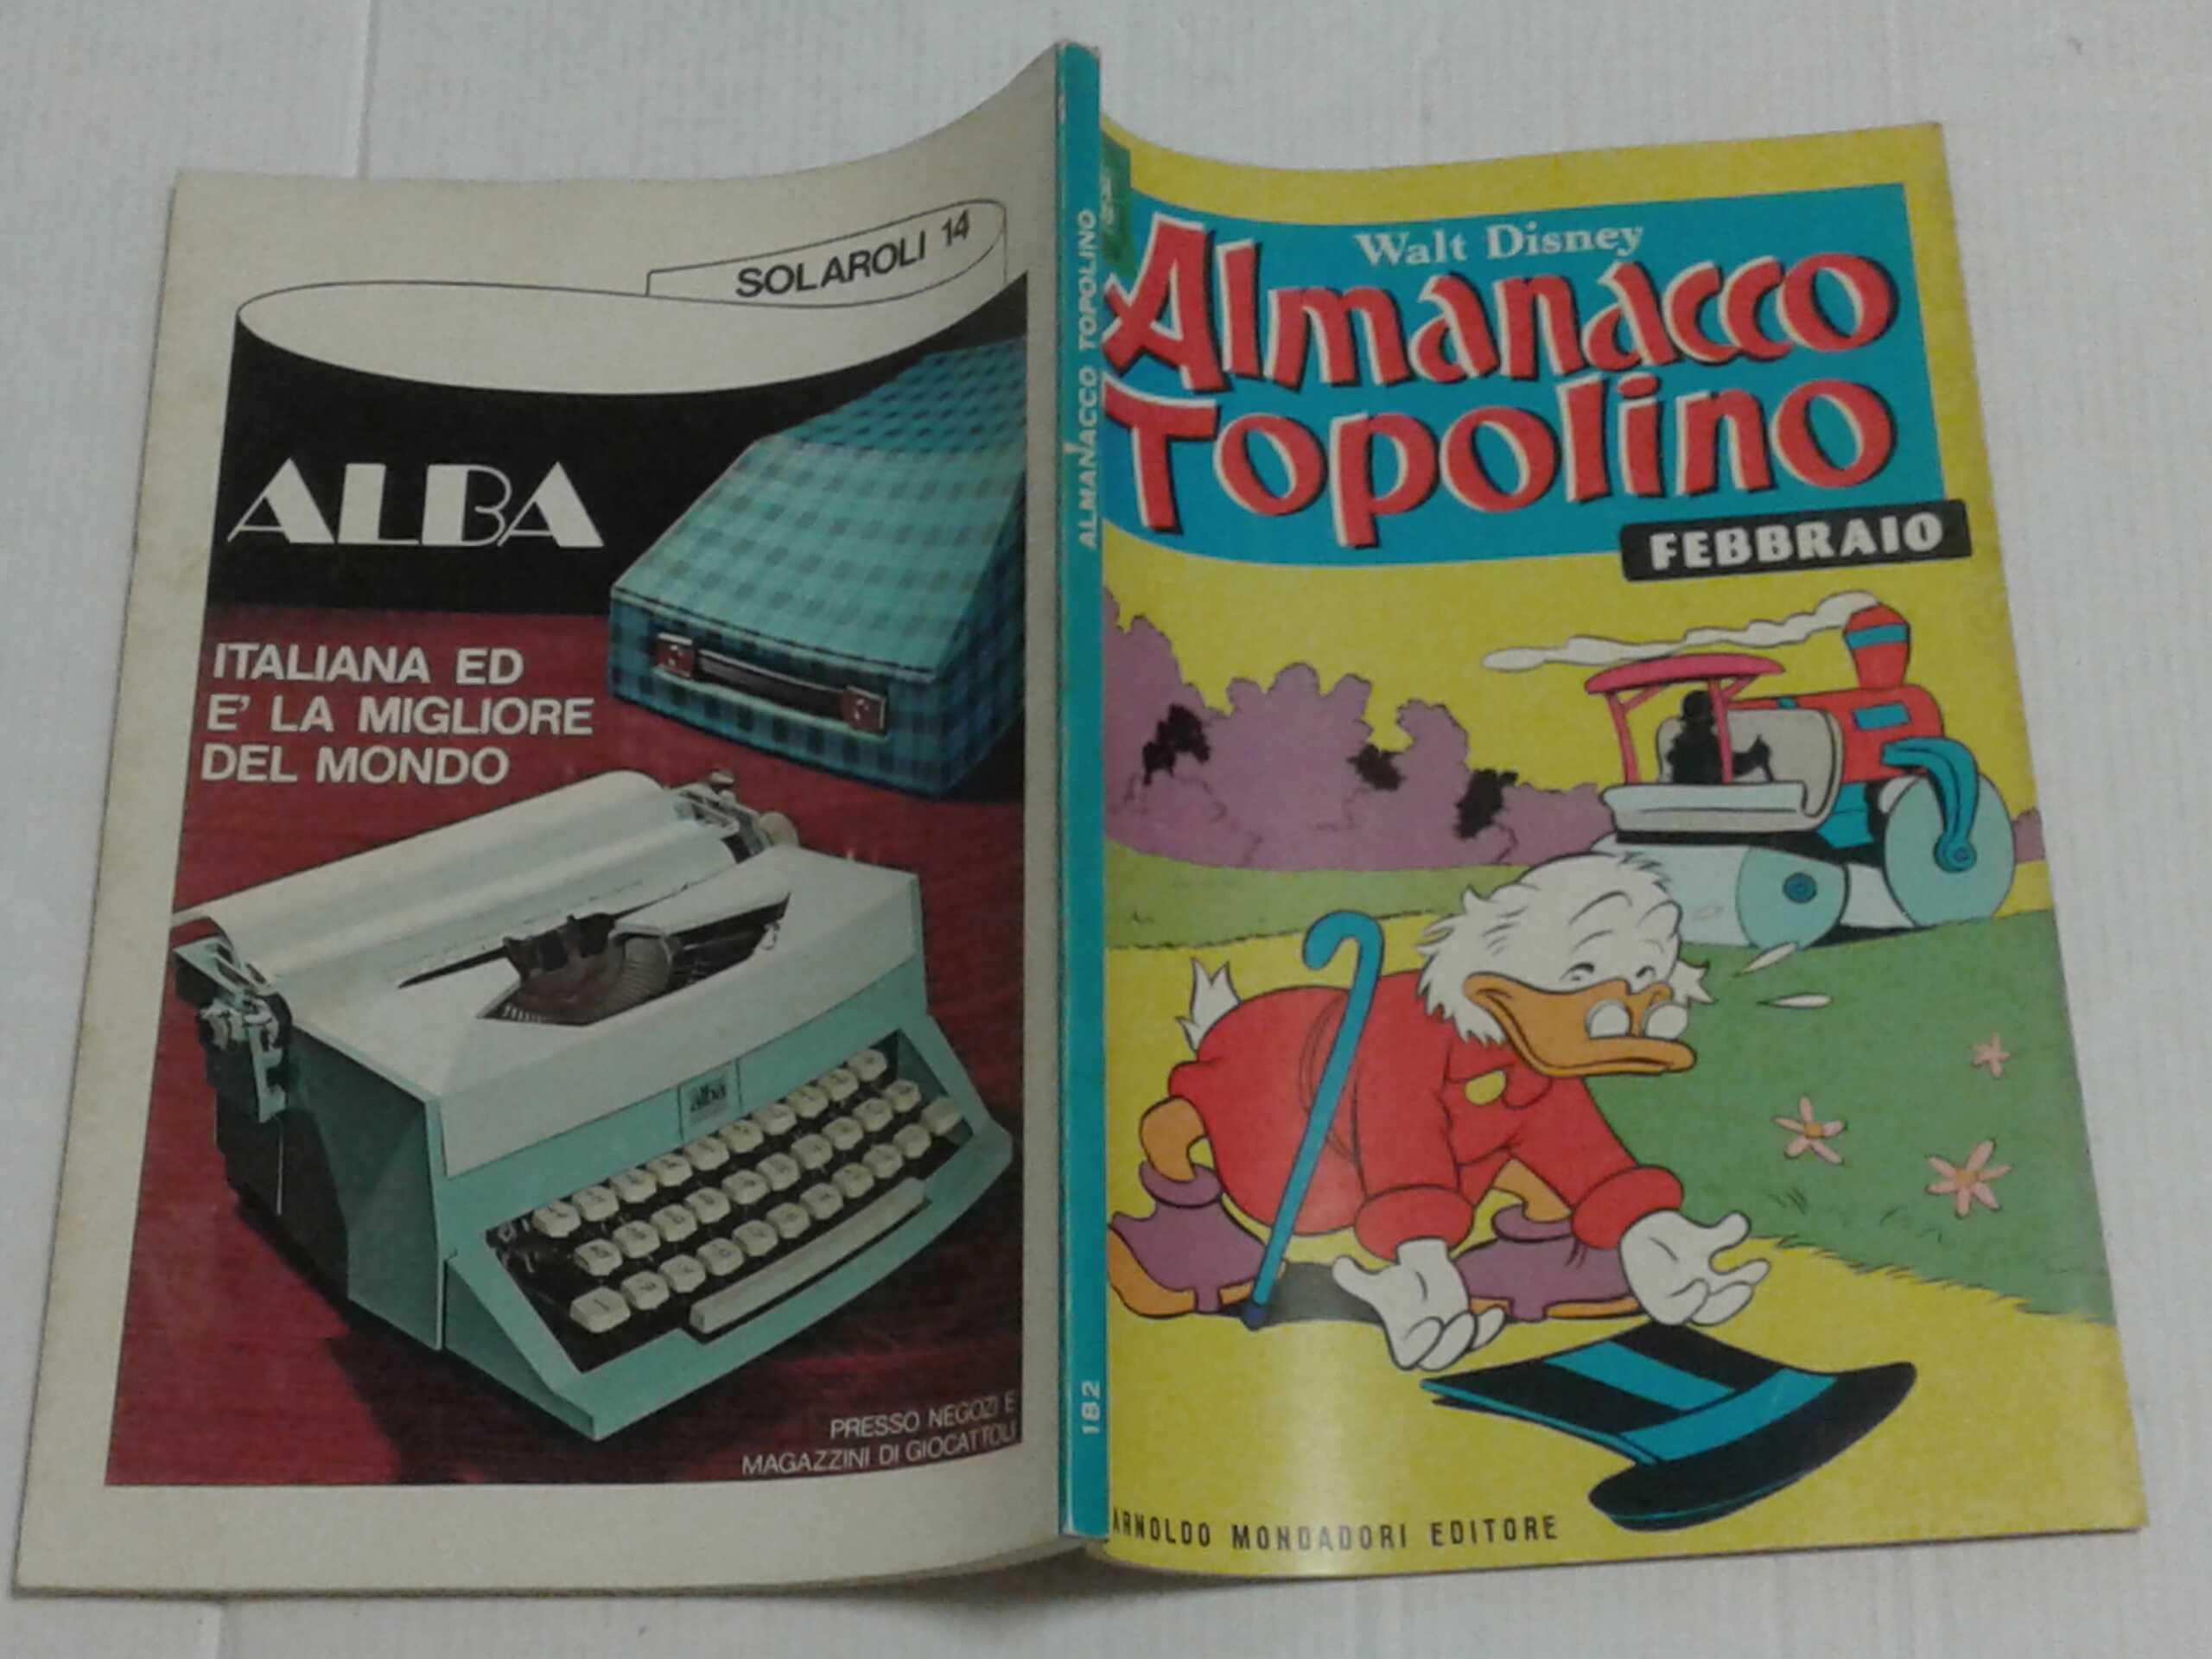 SOLAROLI 14
ALBA
ITALIANA ED
E' LA MIGLIORE
DEL MONDO
alba
PRESSO NEGOZI E
MAGAZZINI DI GIOCATTOLI
ALMANACCO TOPOLINO
182
Walt Disney
Almanacco
Topolino
FEBBRAIO
ARNOLDO MONDADORI EDITORE